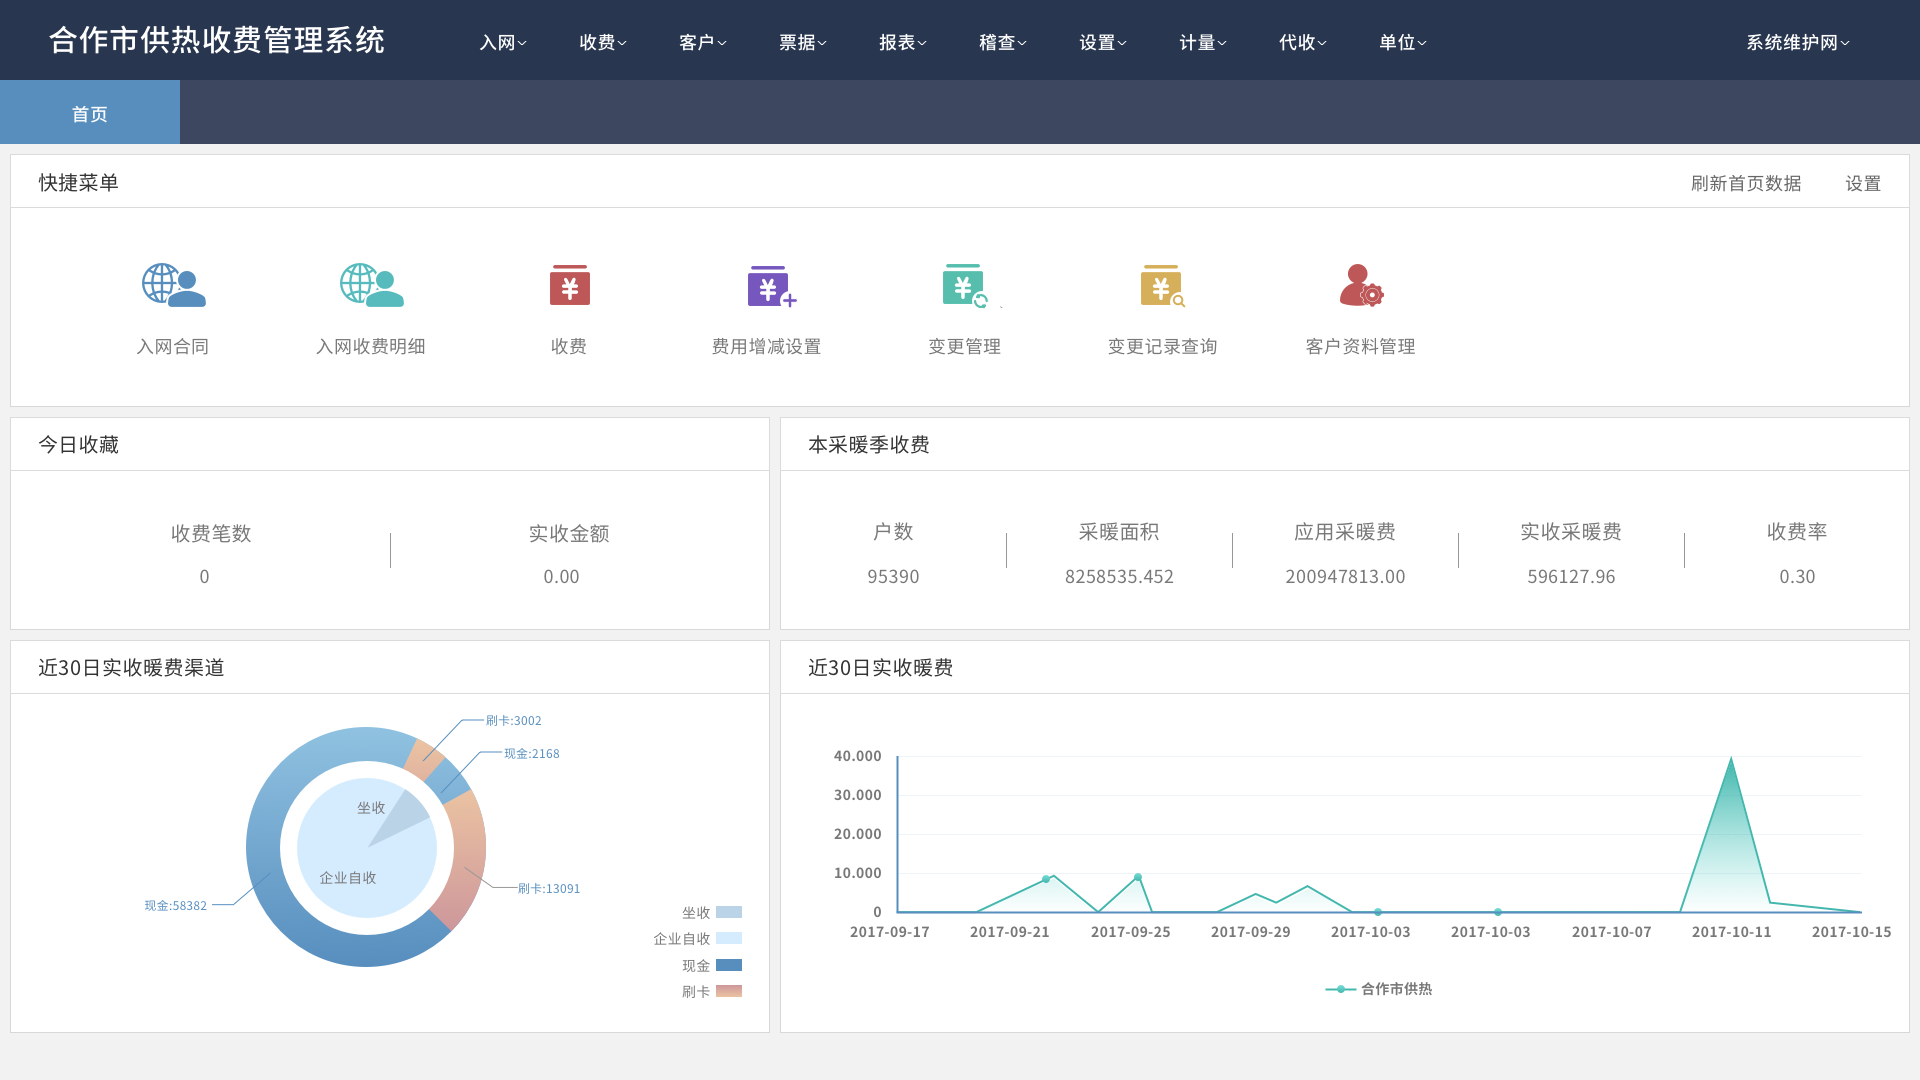 合作市供热收费管理系统
入网 收费 客户 票据 报表 稽查 设置 计量 代收 单位 系统维护网
首页
快捷菜单 刷新首页数据 设置
入网合同 入网收费明细 收费 费用增减设置 变更管理 变更记录查询 客户资料管理
今日收藏
收费笔数 实收金额
0 0.00
本采暖季收费
户数 采暖面积 应用采暖费 实收采暖费 收费率
95390 8258535.452 200947813.00 596127.96 0.30
近30日实收暖费渠道
刷卡:3002
现金:2168
坐收
企业自收
刷卡:13091
现金:58382
坐收
企业自收
现金
刷卡
近30日实收暖费
40.000
30.000
20.000
10.000
0
2017-09-17 2017-09-21 2017-09-25 2017-09-29 2017-10-03 2017-10-03 2017-10-07 2017-10-11 2017-10-15
合作市供热